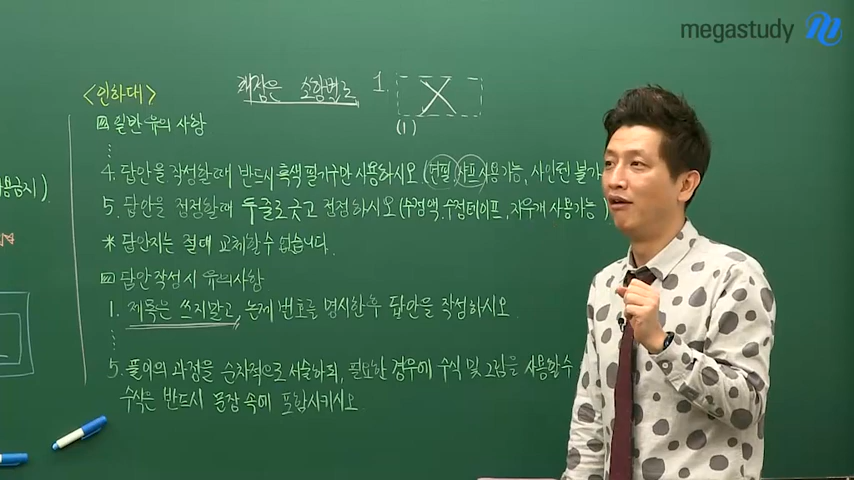 megastudy
<인하대>
채점은 소향법으로 1.
(1)
일반 유의 사항
4. 답안을 작성할 때 반드시 흑색 필기구만 사용하시오 (연필 샤프 사용가능, 사인펜 불가
5. 답안을 정정할 때 두줄로 긋고 정정하시오 (수정액, 수정테이프, 지우개 사용가능)
* 답안지는 절대 교체할 수 없습니다.
답안 작성시 유의사항
1. 제목은 쓰지말고, 논제 번호를 명시한 후 답안을 작성하시오.
5. 풀이의 과정을 순차적으로 서술하되, 필요한 경우에 수식 및 그림을 사용할 수
수식은 반드시 문장 속에 포함시키시오.